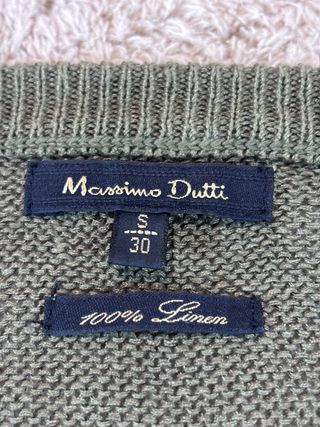 Massimo Dutti
S
30
100% Linen